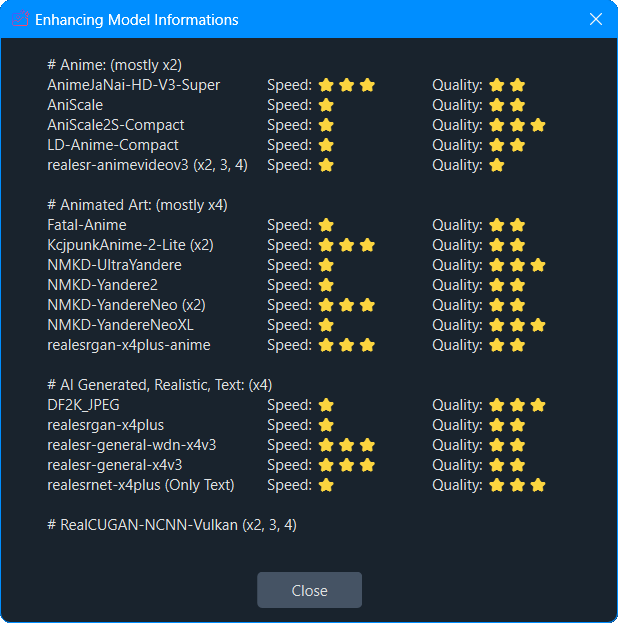 Enhancing Model Informations
# Anime: (mostly x2)
AnimeJaNai-HD-V3-Super Speed: ⭐⭐⭐ Quality: ⭐⭐
AniScale Speed: ⭐ Quality: ⭐⭐
AniScale2S-Compact Speed: ⭐ Quality: ⭐⭐⭐
LD-Anime-Compact Speed: ⭐ Quality: ⭐⭐
realesr-animevideov3 (x2, 3, 4) Speed: ⭐ Quality: ⭐
# Animated Art: (mostly x4)
Fatal-Anime Speed: ⭐ Quality: ⭐⭐
KcjpunkAnime-2-Lite (x2) Speed: ⭐⭐⭐ Quality: ⭐⭐
NMKD-UltraYandere Speed: ⭐ Quality: ⭐⭐⭐
NMKD-Yandere2 Speed: ⭐ Quality: ⭐⭐
NMKD-YandereNeo (x2) Speed: ⭐⭐⭐ Quality: ⭐⭐
NMKD-YandereNeoXL Speed: ⭐ Quality: ⭐⭐⭐
realesrgan-x4plus-anime Speed: ⭐⭐⭐ Quality: ⭐⭐
# AI Generated, Realistic, Text: (x4)
DF2K_JPEG Speed: ⭐ Quality: ⭐⭐⭐
realesrgan-x4plus Speed: ⭐ Quality: ⭐⭐
realesr-general-wdn-x4v3 Speed: ⭐⭐⭐ Quality: ⭐⭐
realesr-general-x4v3 Speed: ⭐⭐⭐ Quality: ⭐⭐
realesrnet-x4plus (Only Text) Speed: ⭐ Quality: ⭐⭐⭐
# RealCUGAN-NCNN-Vulkan (x2, 3, 4)
Close